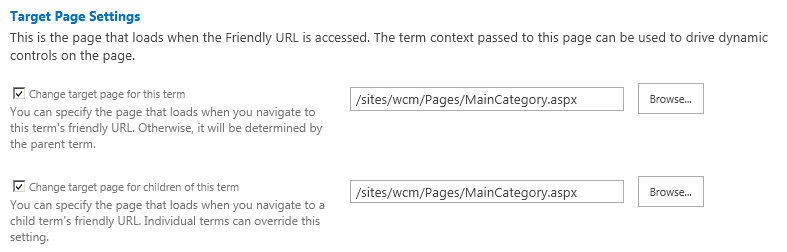 Target Page Settings
This is the page that loads when the Friendly URL is accessed. The term context passed to this page can be used to drive dynamic
controls on the page.
Change target page for this term
/sites/wcm/Pages/MainCategory.aspx
Browse...
You can specify the page that loads when you navigate to
this term's friendly URL. Otherwise, it will be determined by
the parent term.
Change target page for children of this term
/sites/wcm/Pages/MainCategory.aspx
Browse...
You can specify the page that loads when you navigate to a
child term's friendly URL. Individual terms can override this
setting.